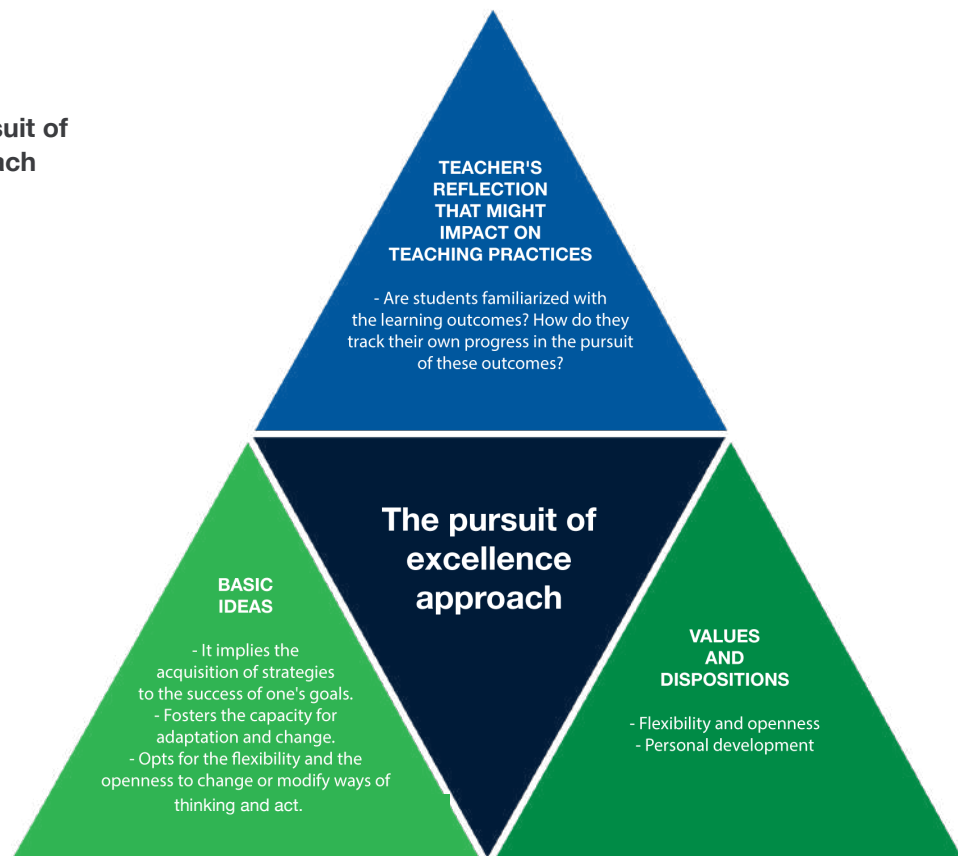 suit of
ach
TEACHER'S
REFLECTION
THAT MIGHT
IMPACT ON
TEACHING PRACTICES
- Are students familiarized with
the learning outcomes? How do they
track their own progress in the pursuit
of these outcomes?
The pursuit of
excellence
approach
BASIC
IDEAS
- It implies the
acquisition of strategies
to the success of one's goals.
- Fosters the capacity for
adaptation and change.
- Opts for the flexibility and the
openness to change or modify ways of
thinking and act.
VALUES
AND
DISPOSITIONS
- Flexibility and openness
- Personal development